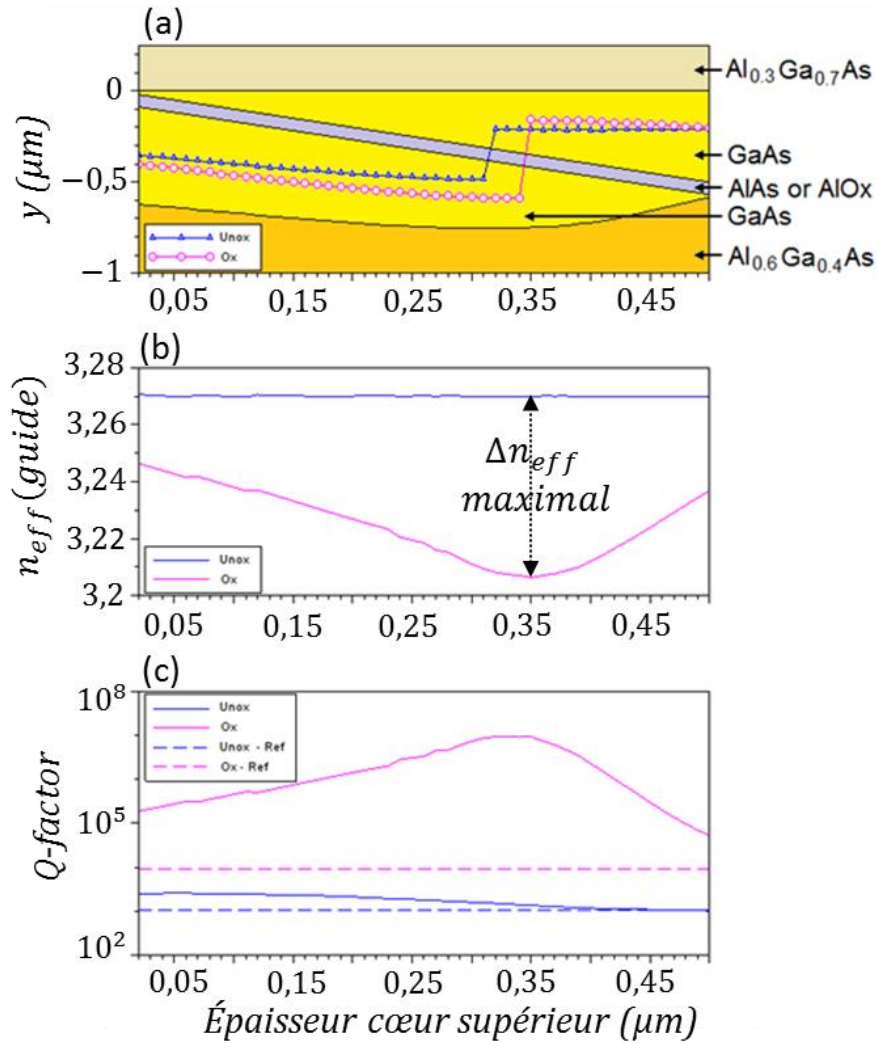 (a)
0
−0.5
−1
y (μm)
Al0.3Ga0.7As
GaAs
AlAs or AlOx
GaAs
Al0.6Ga0.4As
Unox
Ox
0,05 0,15 0,25 0,35 0,45
(b)
3,28
3,26
3,24
3,22
3,2
neff(guide)
Δneff
maximal
Unox
Ox
0,05 0,15 0,25 0,35 0,45
(c)
10^8
10^5
10^2
Q-factor
Unox
Ox
Unox - Ref
Ox - Ref
0,05 0,15 0,25 0,35 0,45
Épaisseur cœur supérieur (μm)